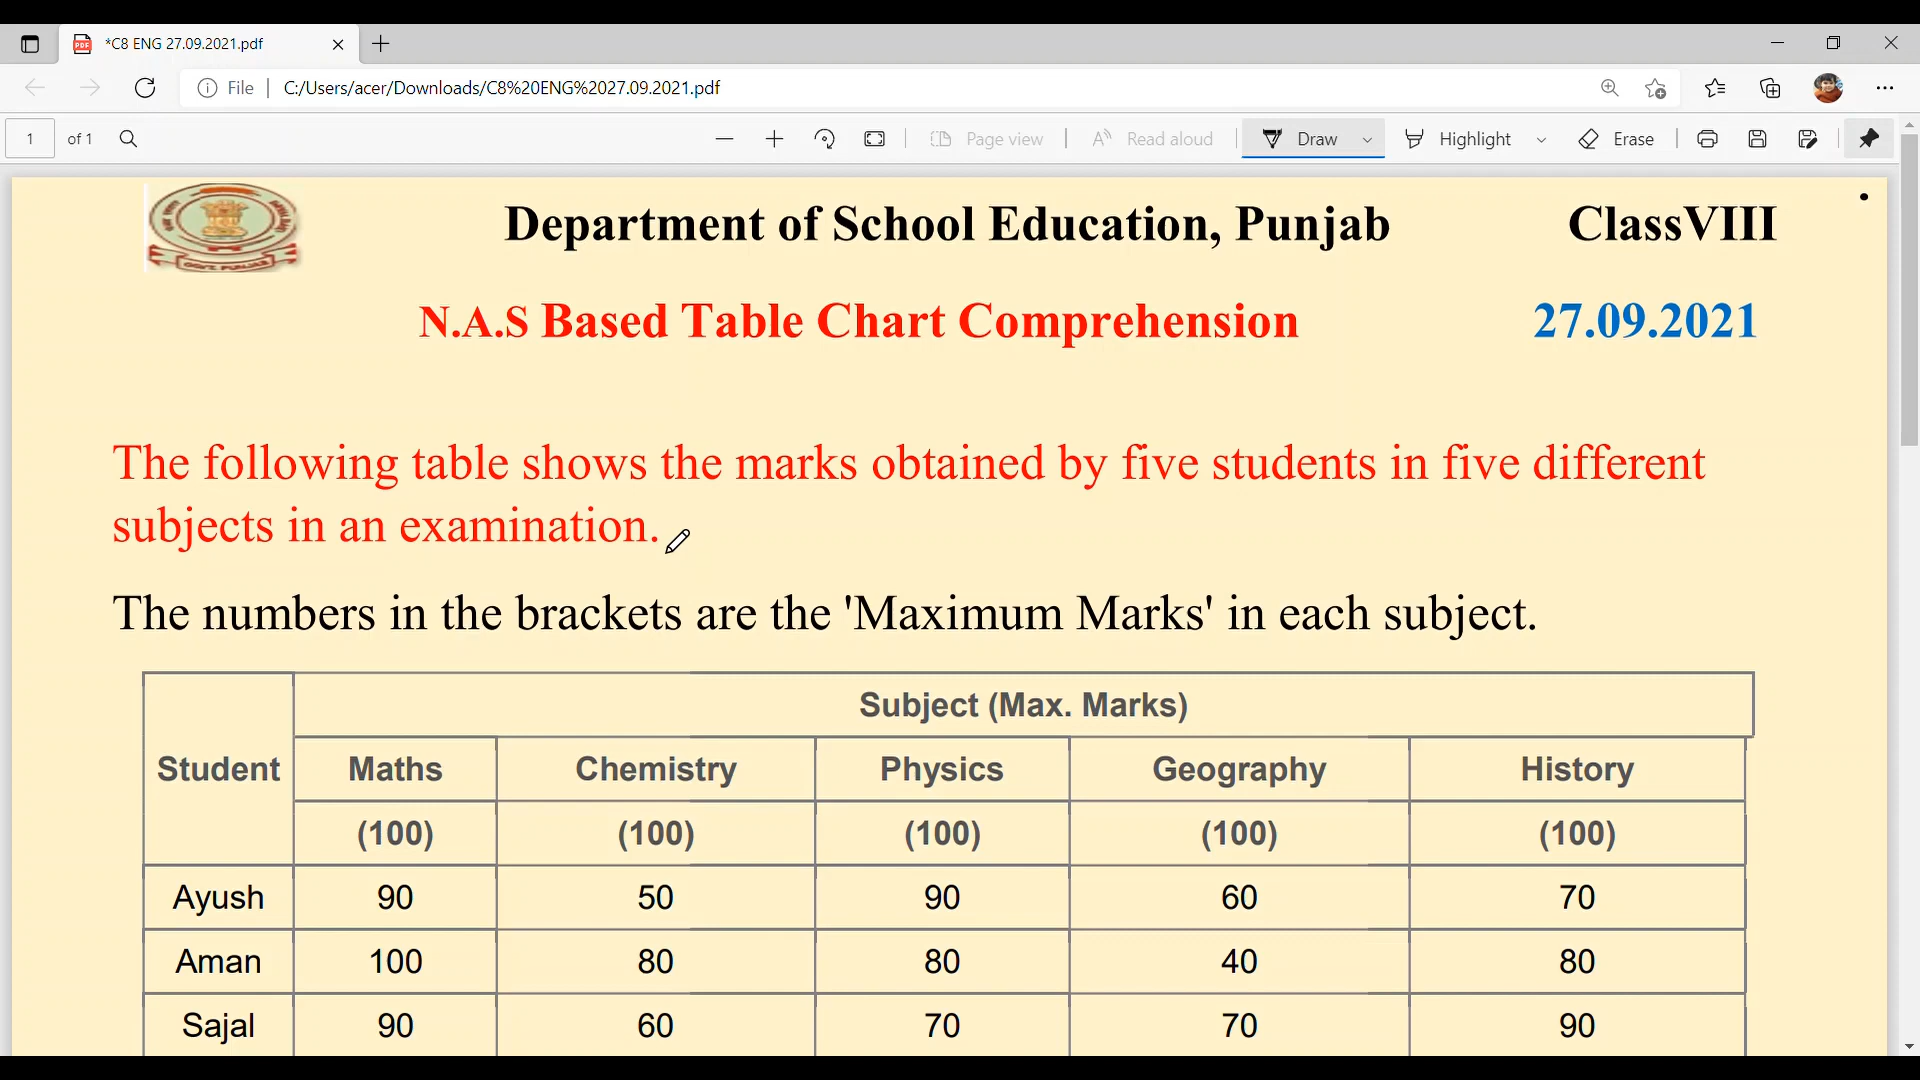 *C8 ENG 27.09.2021.pdf
File | C:/Users/acer/Downloads/C8%20ENG%2027.09.2021.pdf
1 of 1 Page view Read aloud Draw Highlight Erase
Department of School Education, Punjab ClassVIII
N.A.S Based Table Chart Comprehension 27.09.2021
The following table shows the marks obtained by five students in five different
subjects in an examination.
The numbers in the brackets are the 'Maximum Marks' in each subject.
Subject (Max. Marks)
Student Maths Chemistry Physics Geography History
(100) (100) (100) (100) (100)
Ayush 90 50 90 60 70
Aman 100 80 80 40 80
Sajal 90 60 70 70 90